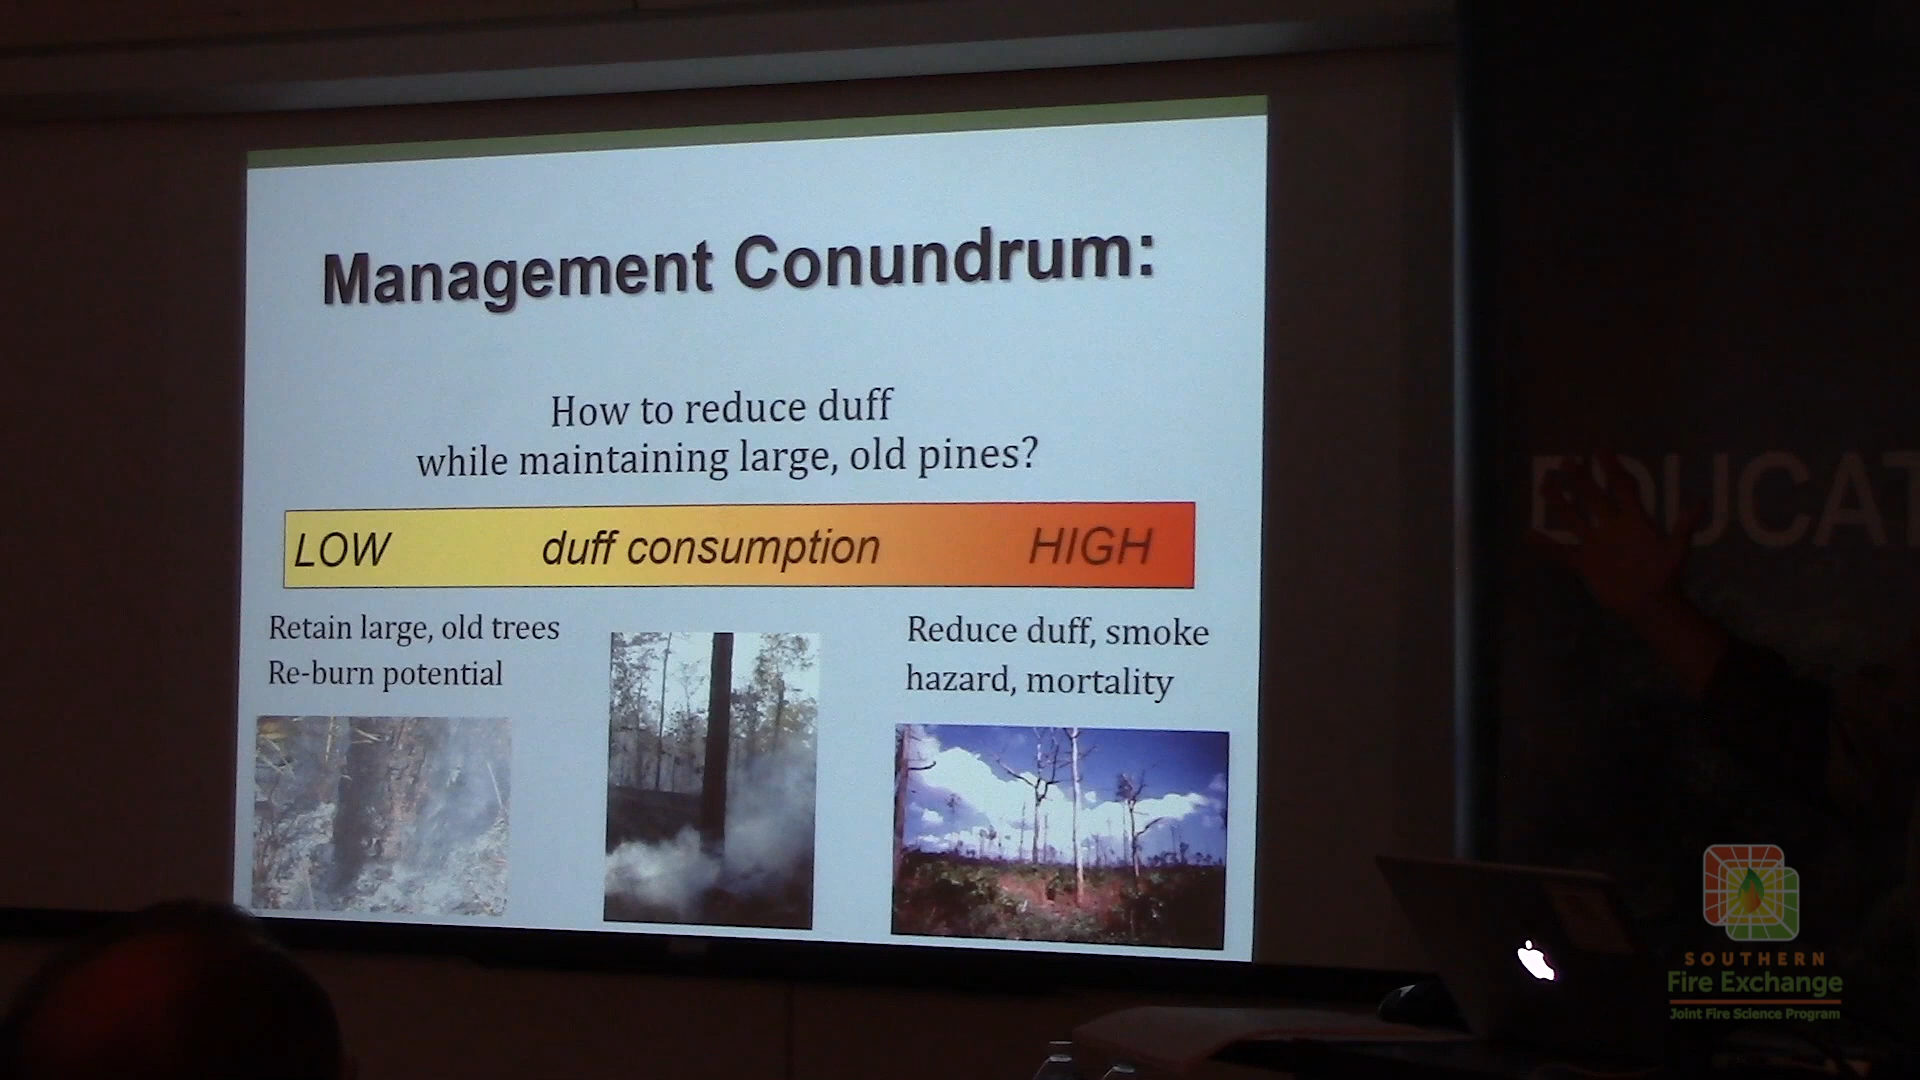 Management Conundrum:
How to reduce duff
while maintaining large, old pines?
LOW duff consumption HIGH
Retain large, old trees
Re-burn potential
Reduce duff, smoke
hazard, mortality
EDUCAT
SOUTHERN
Fire Exchange
Joint Fire Science Program